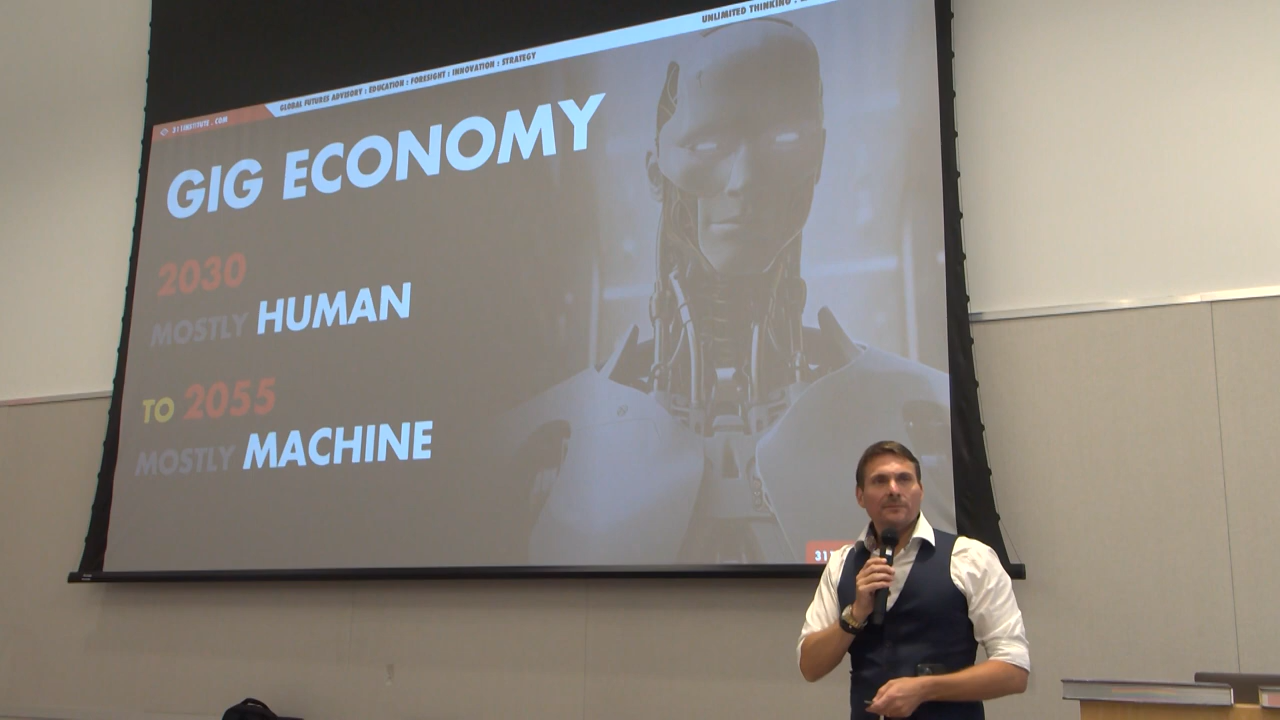 UNLIMITED THINKING :
GLOBAL FUTURES ADVISORY : EDUCATION : FORESIGHT : INNOVATION : STRATEGY
311INSTITUTE . COM
GIG ECONOMY
2030
MOSTLY HUMAN
TO 2055
MOSTLY MACHINE